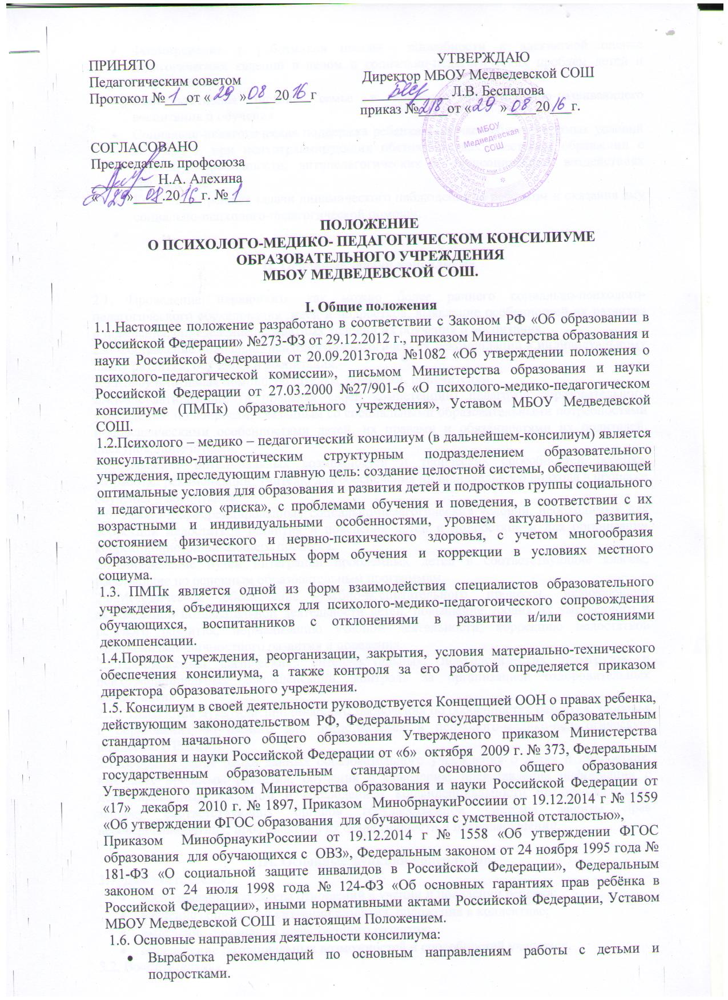 ПРИНЯТО
Педагогическим советом
Протокол № 1 от « 29 » 08 2016 г
УТВЕРЖДАЮ
Директор МБОУ Медведевской СОШ
Л.В. Беспалова
приказ №218 от « 29 » 08 2016 г.
МБОУ
Медведевская
СОШ
СОГЛАСОВАНО
Председатель профсоюза
Н.А. Алехина
« 29 » 08.2016 г. № 1
ПОЛОЖЕНИЕ
О ПСИХОЛОГО-МЕДИКО- ПЕДАГОГИЧЕСКОМ КОНСИЛИУМЕ
ОБРАЗОВАТЕЛЬНОГО УЧРЕЖДЕНИЯ
МБОУ МЕДВЕДЕВСКОЙ СОШ.
I. Общие положения
1.1.Настоящее положение разработано в соответствии с Законом РФ «Об образовании в
Российской Федерации» №273-ФЗ от 29.12.2012 г., приказом Министерства образования и
науки Российской Федерации от 20.09.2013года №1082 «Об утверждении положения о
психолого-педагогической комиссии», письмом Министерства образования и науки
Российской Федерации от 27.03.2000 №27/901-6 «О психолого-медико-педагогическом
консилиуме (ПМПк) образовательного учреждения», Уставом МБОУ Медведевской
СОШ.
1.2.Психолого – медико – педагогический консилиум (в дальнейшем-консилиум) является
консультативно-диагностическим структурным подразделением образовательного
учреждения, преследующим главную цель: создание целостной системы, обеспечивающей
оптимальные условия для образования и развития детей и подростков группы социального
и педагогического «риска», с проблемами обучения и поведения, в соответствии с их
возрастными и индивидуальными особенностями, уровнем актуального развития,
состоянием физического и нервно-психического здоровья, с учетом многообразия
образовательно-воспитательных форм обучения и коррекции в условиях местного
социума.
1.3. ПМПк является одной из форм взаимодействия специалистов образовательного
учреждения, объединяющихся для психолого-медико-педагогоического сопровождения
обучающихся, воспитанников с отклонениями в развитии и/или состояниями
декомпенсации.
1.4.Порядок учреждения, реорганизации, закрытия, условия материально-технического
обеспечения консилиума, а также контроля за его работой определяется приказом
директора образовательного учреждения.
1.5. Консилиум в своей деятельности руководствуется Концепцией ООН о правах ребенка,
действующим законодательством РФ, Федеральным государственным образовательным
стандартом начального общего образования Утвержденого приказом Министерства
образования и науки Российской Федерации от «6» октября 2009 г. № 373, Федеральным
государственным образовательным стандартом основного общего образования
Утвержденого приказом Министерства образования и науки Российской Федерации от
«17» декабря 2010 г. № 1897, Приказом МинобрнаукиРоссиии от 19.12.2014 г № 1559
«Об утверждении ФГОС образования для обучающихся с умственной отсталостью»,
Приказом МинобрнаукиРоссиии от 19.12.2014 г № 1558 «Об утверждении ФГОС
образования для обучающихся с ОВЗ», Федеральным законом от 24 ноября 1995 года №
181-ФЗ «О социальной защите инвалидов в Российской Федерации», Федеральным
законом от 24 июля 1998 года № 124-ФЗ «Об основных гарантиях прав ребёнка в
Российской Федерации», иными нормативными актами Российской Федерации, Уставом
МБОУ Медведевской СОШ и настоящим Положением.
1.6. Основные направления деятельности консилиума:
• Выработка рекомендаций по основным направлениям работы с детьми и
подростками.